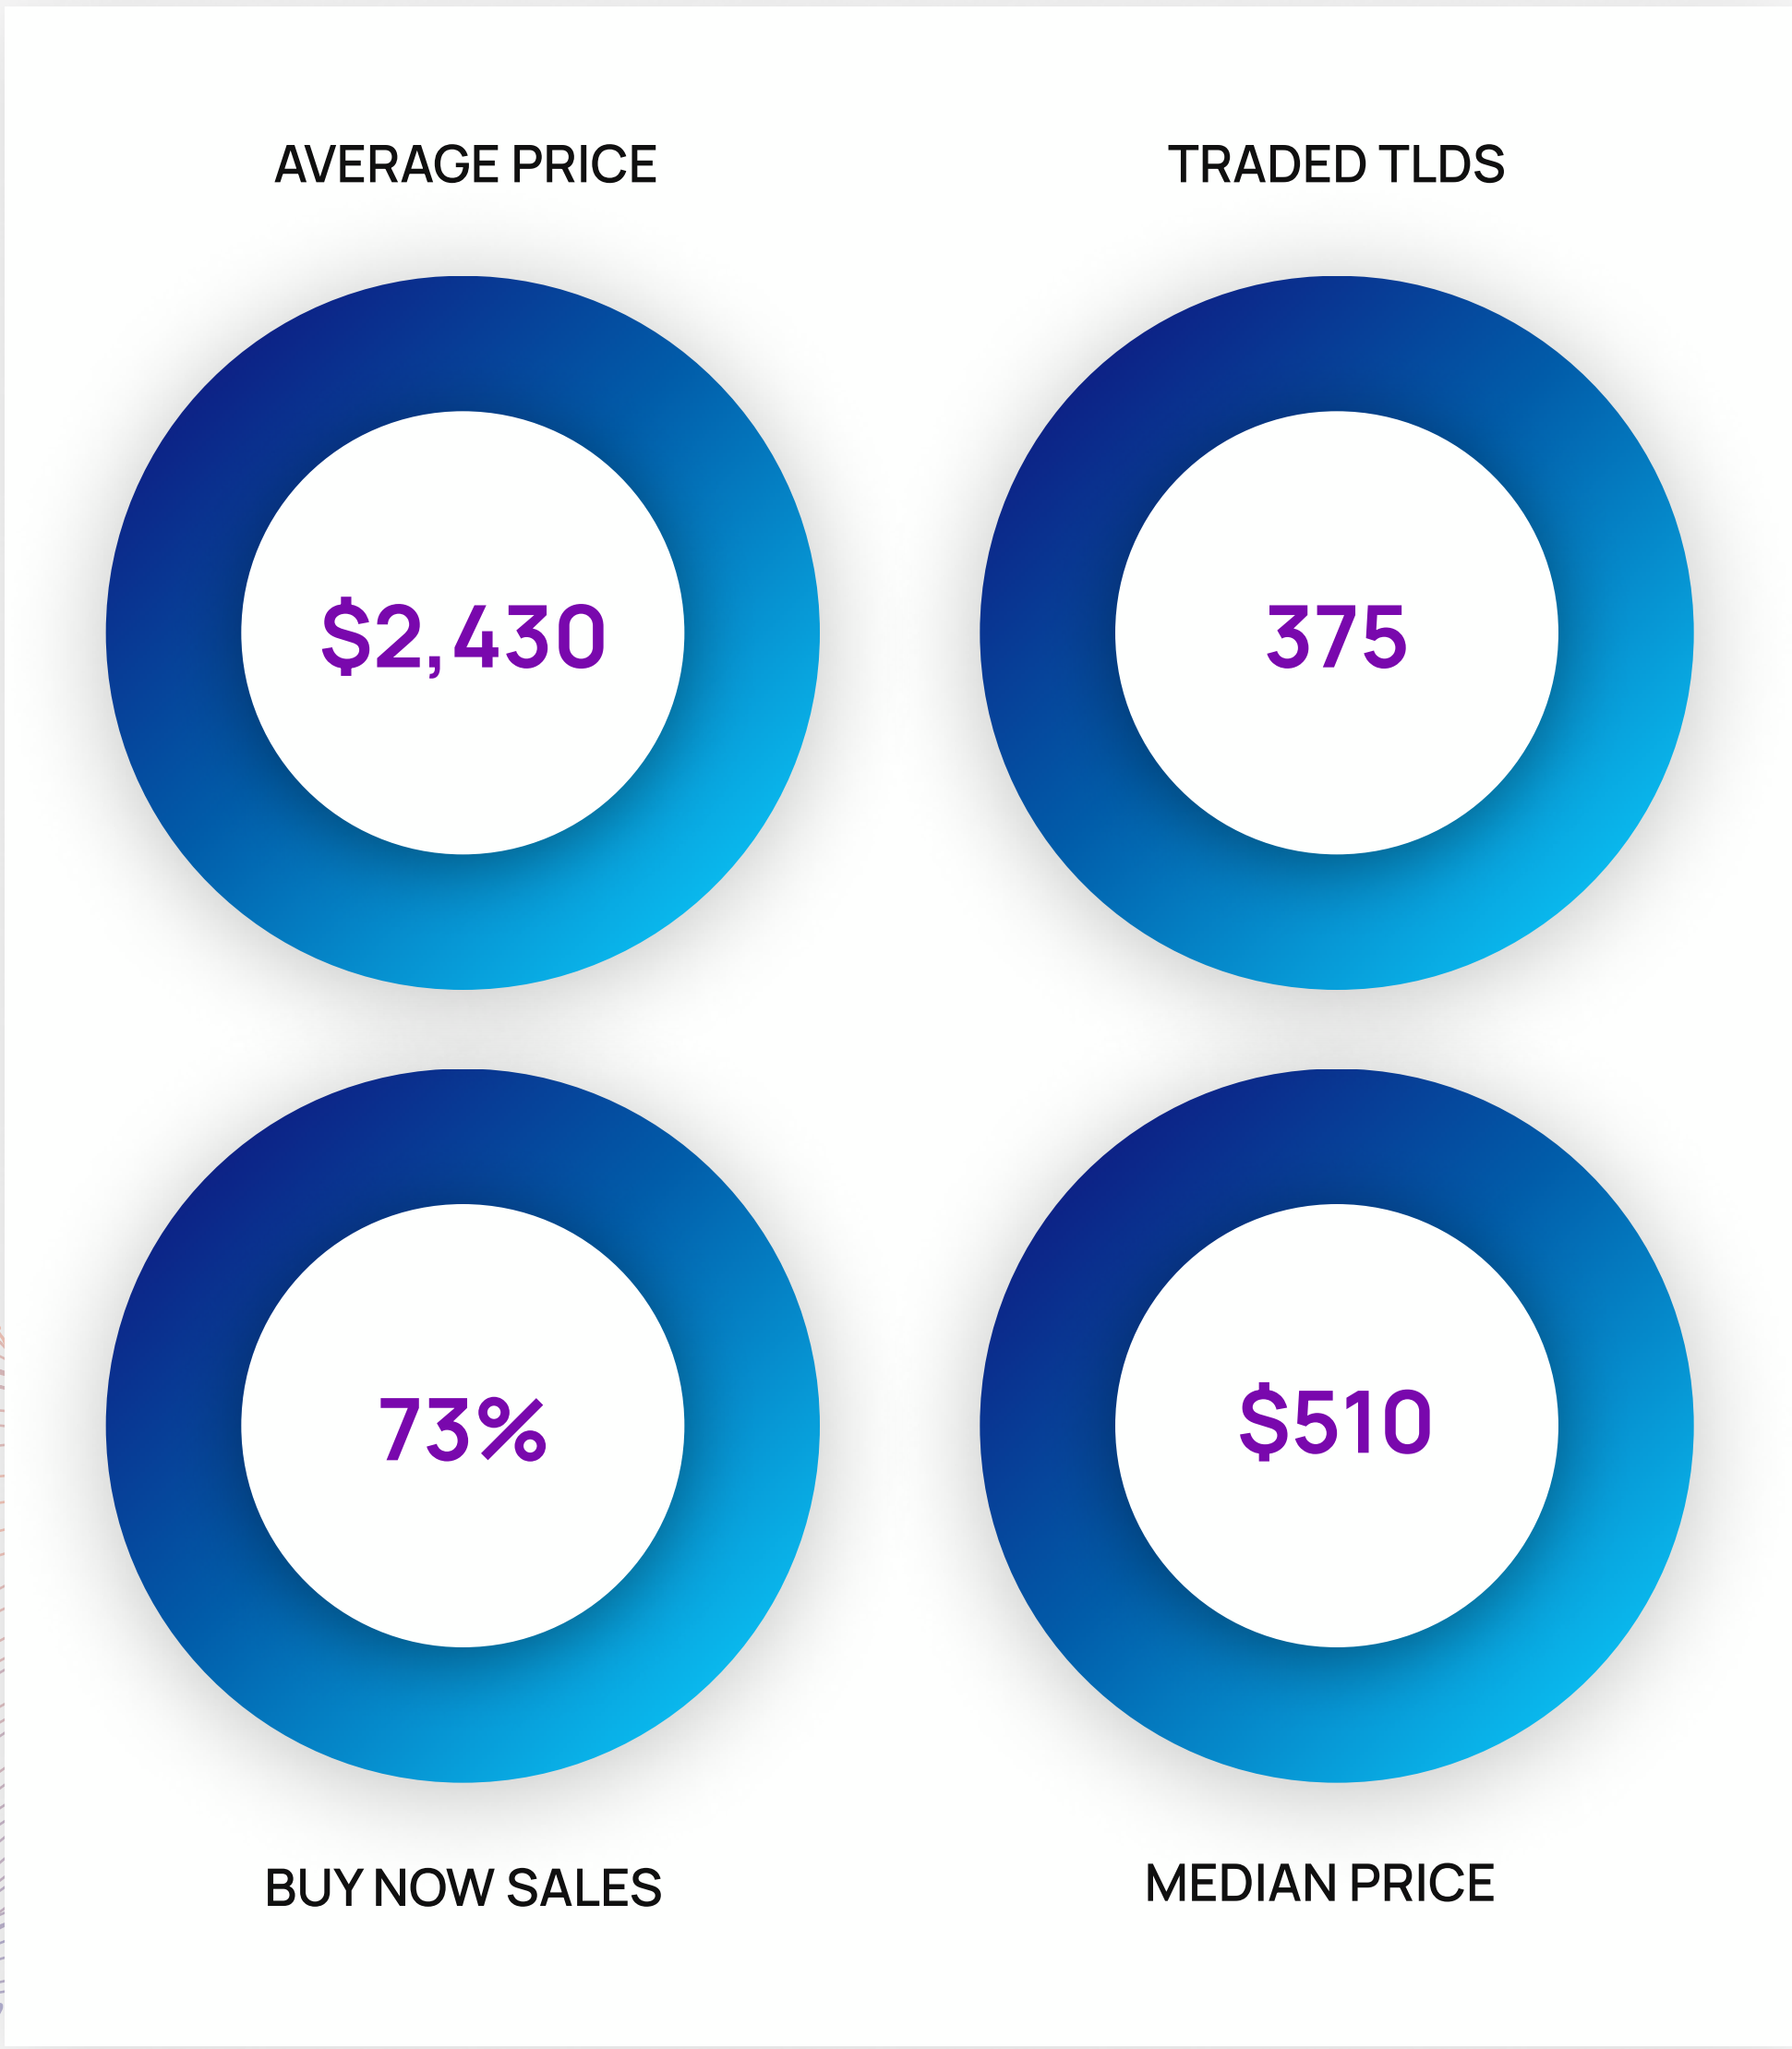 AVERAGE PRICE
TRADED TLDS
$2,430
375
73%
$510
BUY NOW SALES
MEDIAN PRICE